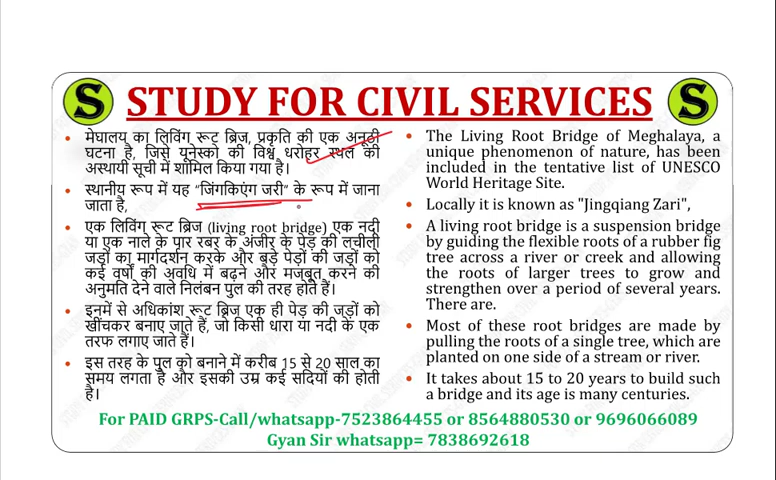 S STUDY FOR CIVIL SERVICES S
• मेघालय का लिविंग रूट ब्रिज, प्रकृति की एक अनूठी
घटना है, जिसे यूनेस्को की विश्व धरोहर स्थल की
अस्थायी सूची में शामिल किया गया है।
• स्थानीय रूप में यह "जिंगकिएंग जरी" के रूप में जाना
जाता है,
• एक लिविंग रूट ब्रिज (living root bridge) एक नदी
या एक नाले के पार रबर के अंजीर के पेड़ की लचीली
जड़ों का मार्गदर्शन करके और बड़े पेड़ों की जड़ों को
कई वर्षों की अवधि में बढ़ने और मजबूत करने की
अनुमति देने वाले निलंबन पुल की तरह होते हैं।
• इनमें से अधिकांश रूट ब्रिज एक ही पेड़ की जड़ों को
खींचकर बनाए जाते हैं, जो किसी धारा या नदी के एक
तरफ लगाए जाते हैं।
• इस तरह के पुल को बनाने में करीब 15 से 20 साल का
समय लगता है और इसकी उम्र कई सदियों की होती
है।
• The Living Root Bridge of Meghalaya, a
unique phenomenon of nature, has been
included in the tentative list of UNESCO
World Heritage Site.
• Locally it is known as "Jingqiang Zari",
• A living root bridge is a suspension bridge
by guiding the flexible roots of a rubber fig
tree across a river or creek and allowing
the roots of larger trees to grow and
strengthen over a period of several years.
There are.
• Most of these root bridges are made by
pulling the roots of a single tree, which are
planted on one side of a stream or river.
• It takes about 15 to 20 years to build such
a bridge and its age is many centuries.
For PAID GRPS-Call/whatsapp-7523864455 or 8564880530 or 9696066089
Gyan Sir whatsapp= 7838692618